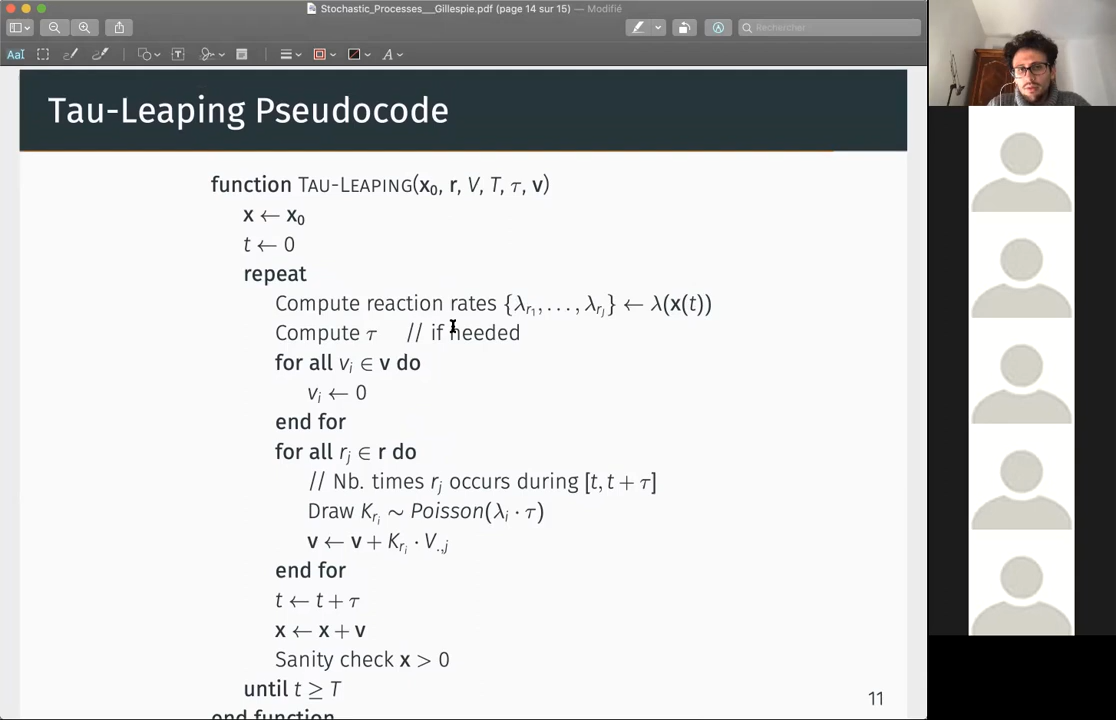 Stochastic_Processes__Gillespie.pdf (page 14 sur 15) — Modifié
Rechercher
AaI
A
Tau-Leaping Pseudocode
function TAU-LEAPING(x₀, r, V, T, τ, v)
x ← x₀
t ← 0
repeat
Compute reaction rates {λ_{r₁}, . . . , λ_{r_j}} ← λ(x(t))
Compute τ // if needed
for all vᵢ ∈ v do
vᵢ ← 0
end for
for all rⱼ ∈ r do
// Nb. times rⱼ occurs during [t, t + τ]
Draw K_{rᵢ} ∼ Poisson(λᵢ · τ)
v ← v + K_{rᵢ} · V_{.,j}
end for
t ← t + τ
x ← x + v
Sanity check x > 0
until t ≥ T
end function
11